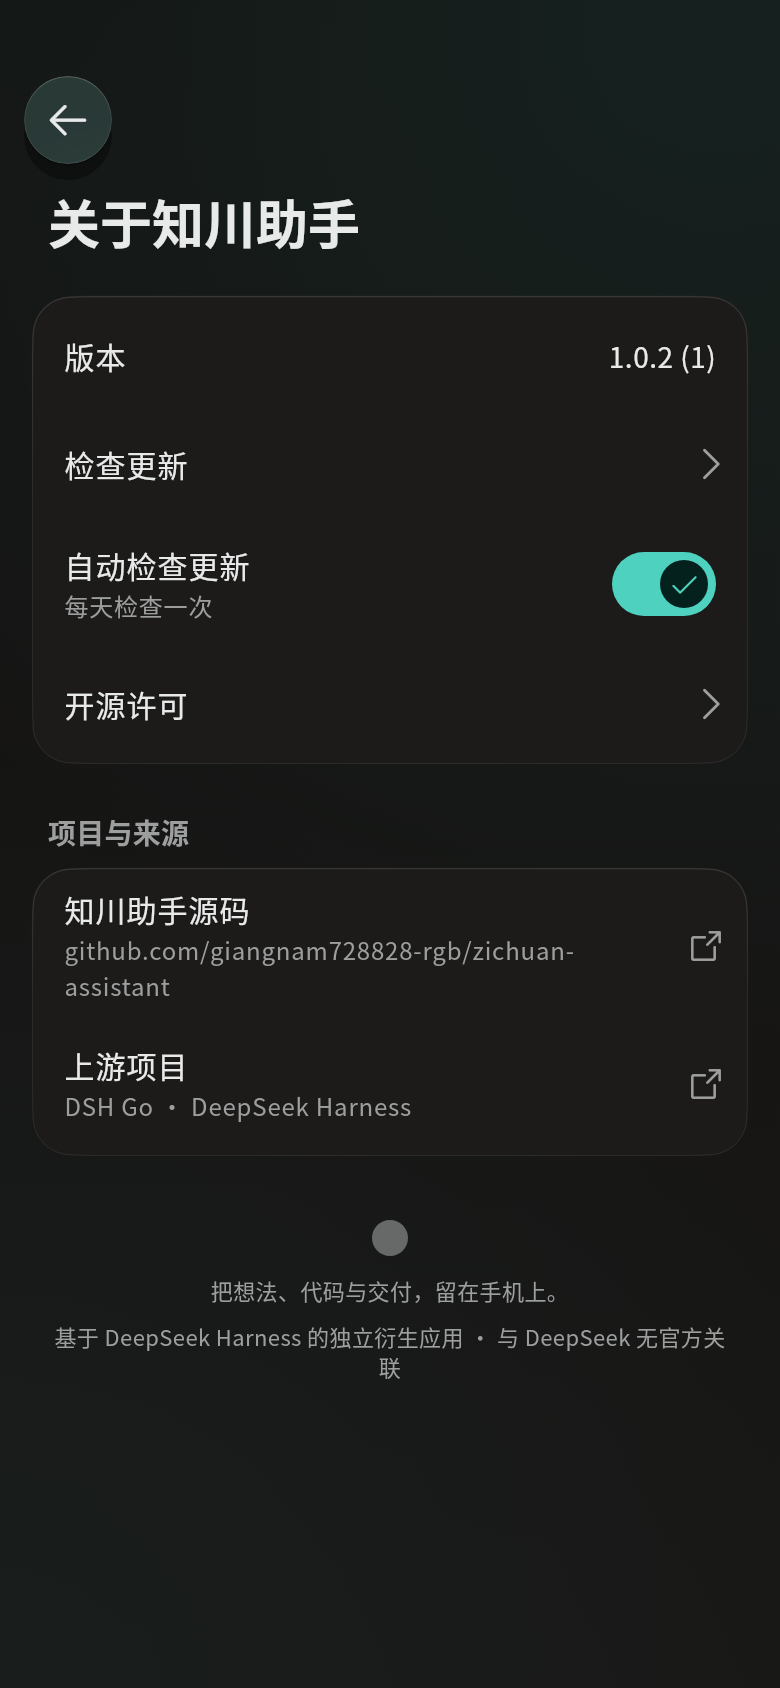 关于知川助手
版本
1.0.2 (1)
检查更新
自动检查更新
每天检查一次
开源许可
项目与来源
知川助手源码
github.com/giangnam728828-rgb/zichuan-
assistant
上游项目
DSH Go · DeepSeek Harness
把想法、代码与交付，留在手机上。
基于 DeepSeek Harness 的独立衍生应用 · 与 DeepSeek 无官方关
联